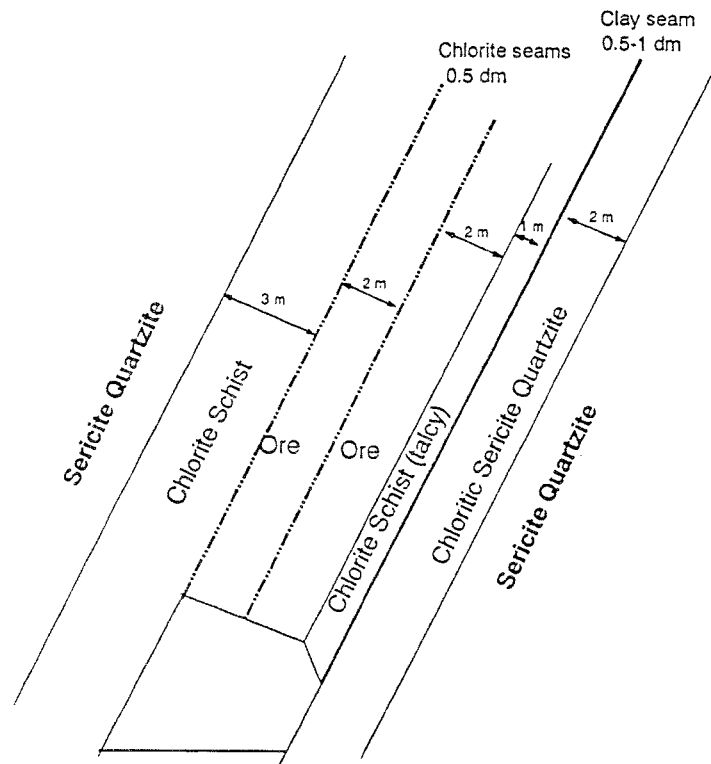 Clay seam
0.5-1 dm
Chlorite seams
0.5 dm
2 m
1 m
2 m
2 m
3 m
Sericite Quartzite
Chlorite Schist
Ore
Ore
Chlorite Schist (talcy)
Chloritic Sericite Quartzite
Sericite Quartzite